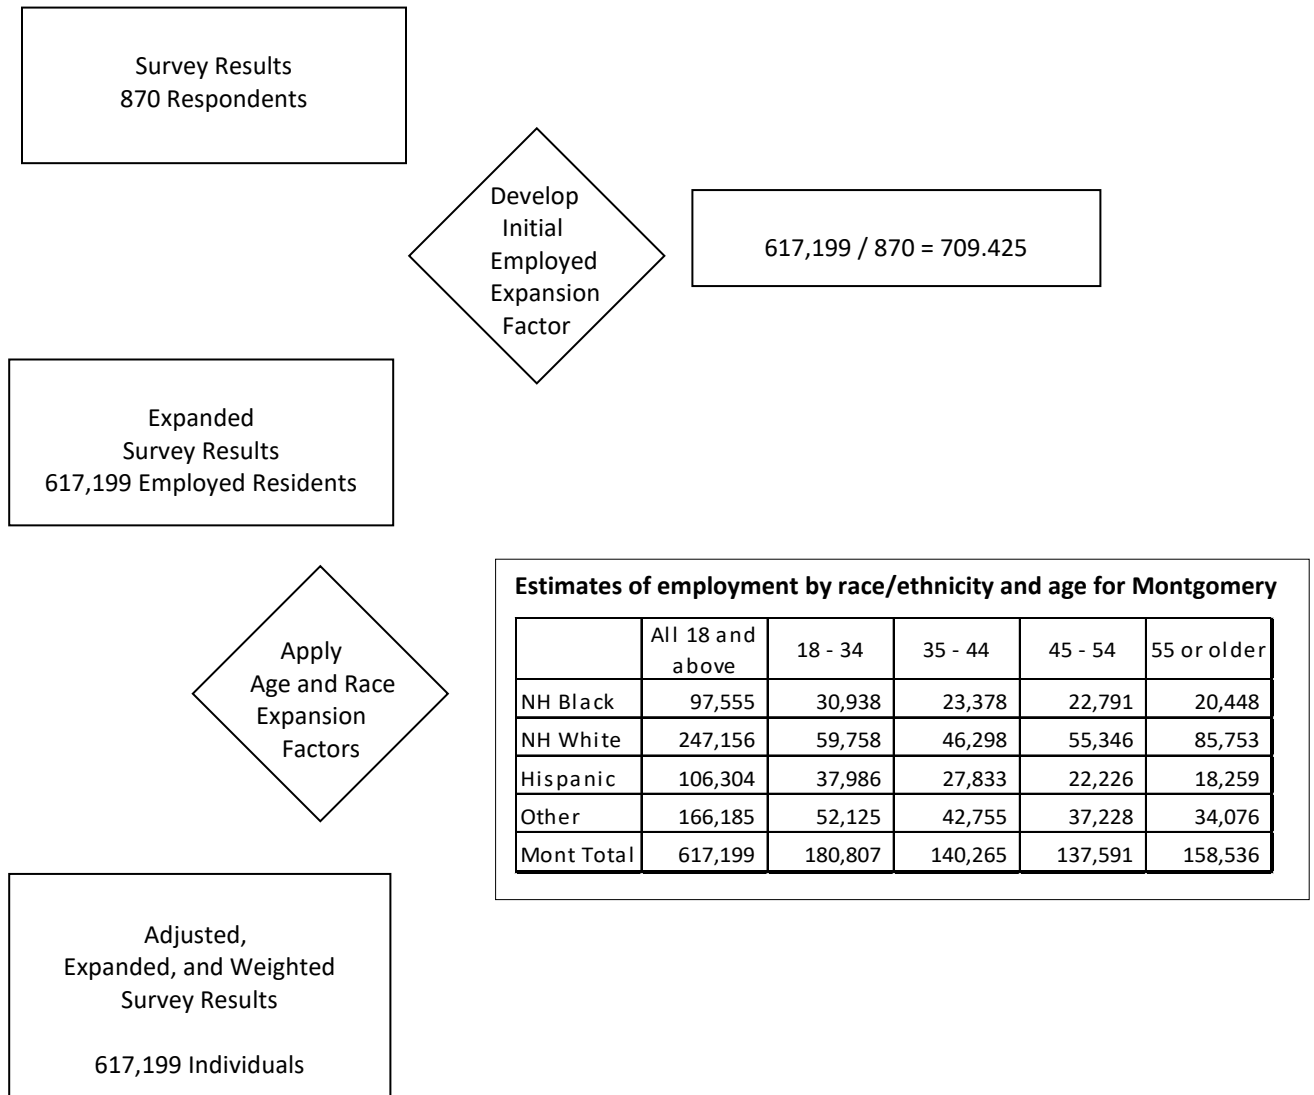 Survey Results
870 Respondents
Develop
Initial
Employed
Expansion
Factor
617,199 / 870 = 709.425
Expanded
Survey Results
617,199 Employed Residents
Apply
Age and Race
Expansion
Factors
Estimates of employment by race/ethnicity and age for Montgomery
All 18 and above 18 - 34 35 - 44 45 - 54 55 or older
NH Black 97,555 30,938 23,378 22,791 20,448
NH White 247,156 59,758 46,298 55,346 85,753
Hispanic 106,304 37,986 27,833 22,226 18,259
Other 166,185 52,125 42,755 37,228 34,076
Mont Total 617,199 180,807 140,265 137,591 158,536
Adjusted,
Expanded, and Weighted
Survey Results
617,199 Individuals